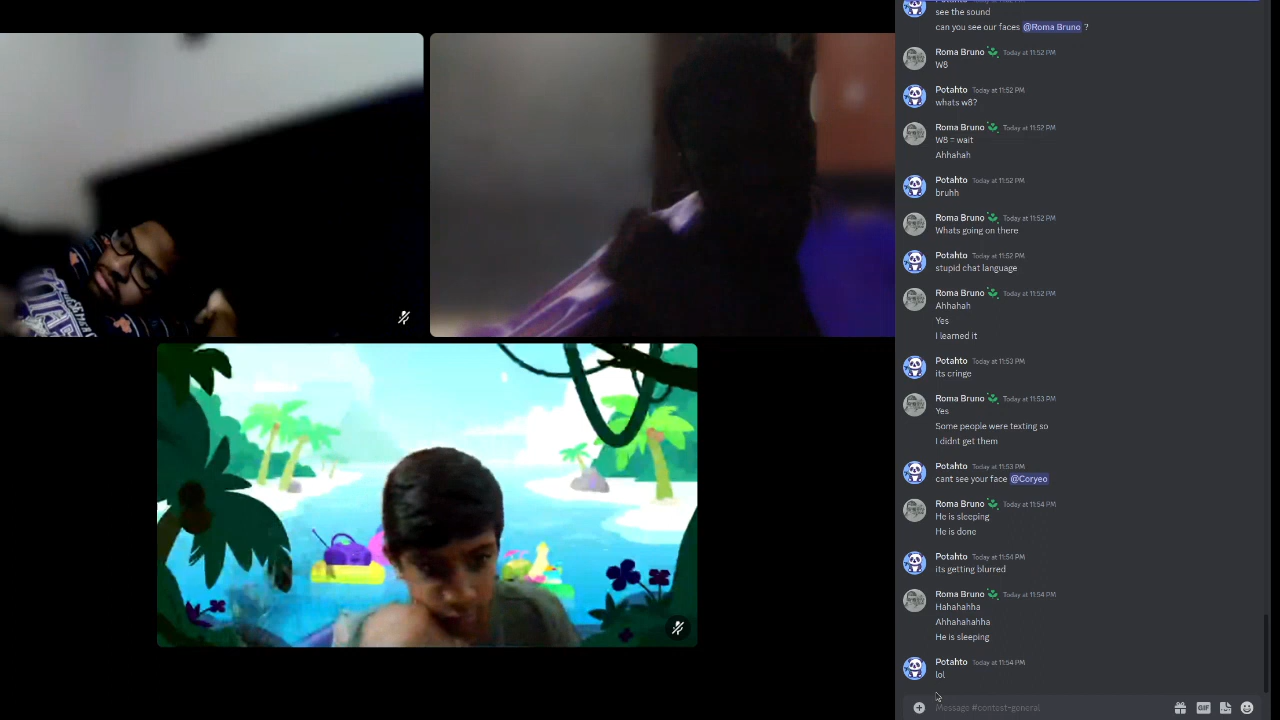 see the sound
can you see our faces @Roma Bruno ?
Roma Bruno Today at 11:52 PM
W8
Potahto Today at 11:52 PM
whats w8?
Roma Bruno Today at 11:52 PM
W8 = wait
Ahhahah
Potahto Today at 11:52 PM
bruhh
Roma Bruno Today at 11:52 PM
Whats going on there
Potahto Today at 11:52 PM
stupid chat language
Roma Bruno Today at 11:52 PM
Ahhahah
Yes
I learned it
Potahto Today at 11:53 PM
its cringe
Roma Bruno Today at 11:53 PM
Yes
Some people were texting so
I didnt get them
Potahto Today at 11:53 PM
cant see your face @Coryeo
Roma Bruno Today at 11:54 PM
He is sleeping
He is done
Potahto Today at 11:54 PM
its getting blurred
Roma Bruno Today at 11:54 PM
Hahahahha
Ahhahahahha
He is sleeping
Potahto Today at 11:54 PM
lol
Message #contest-general
GIF